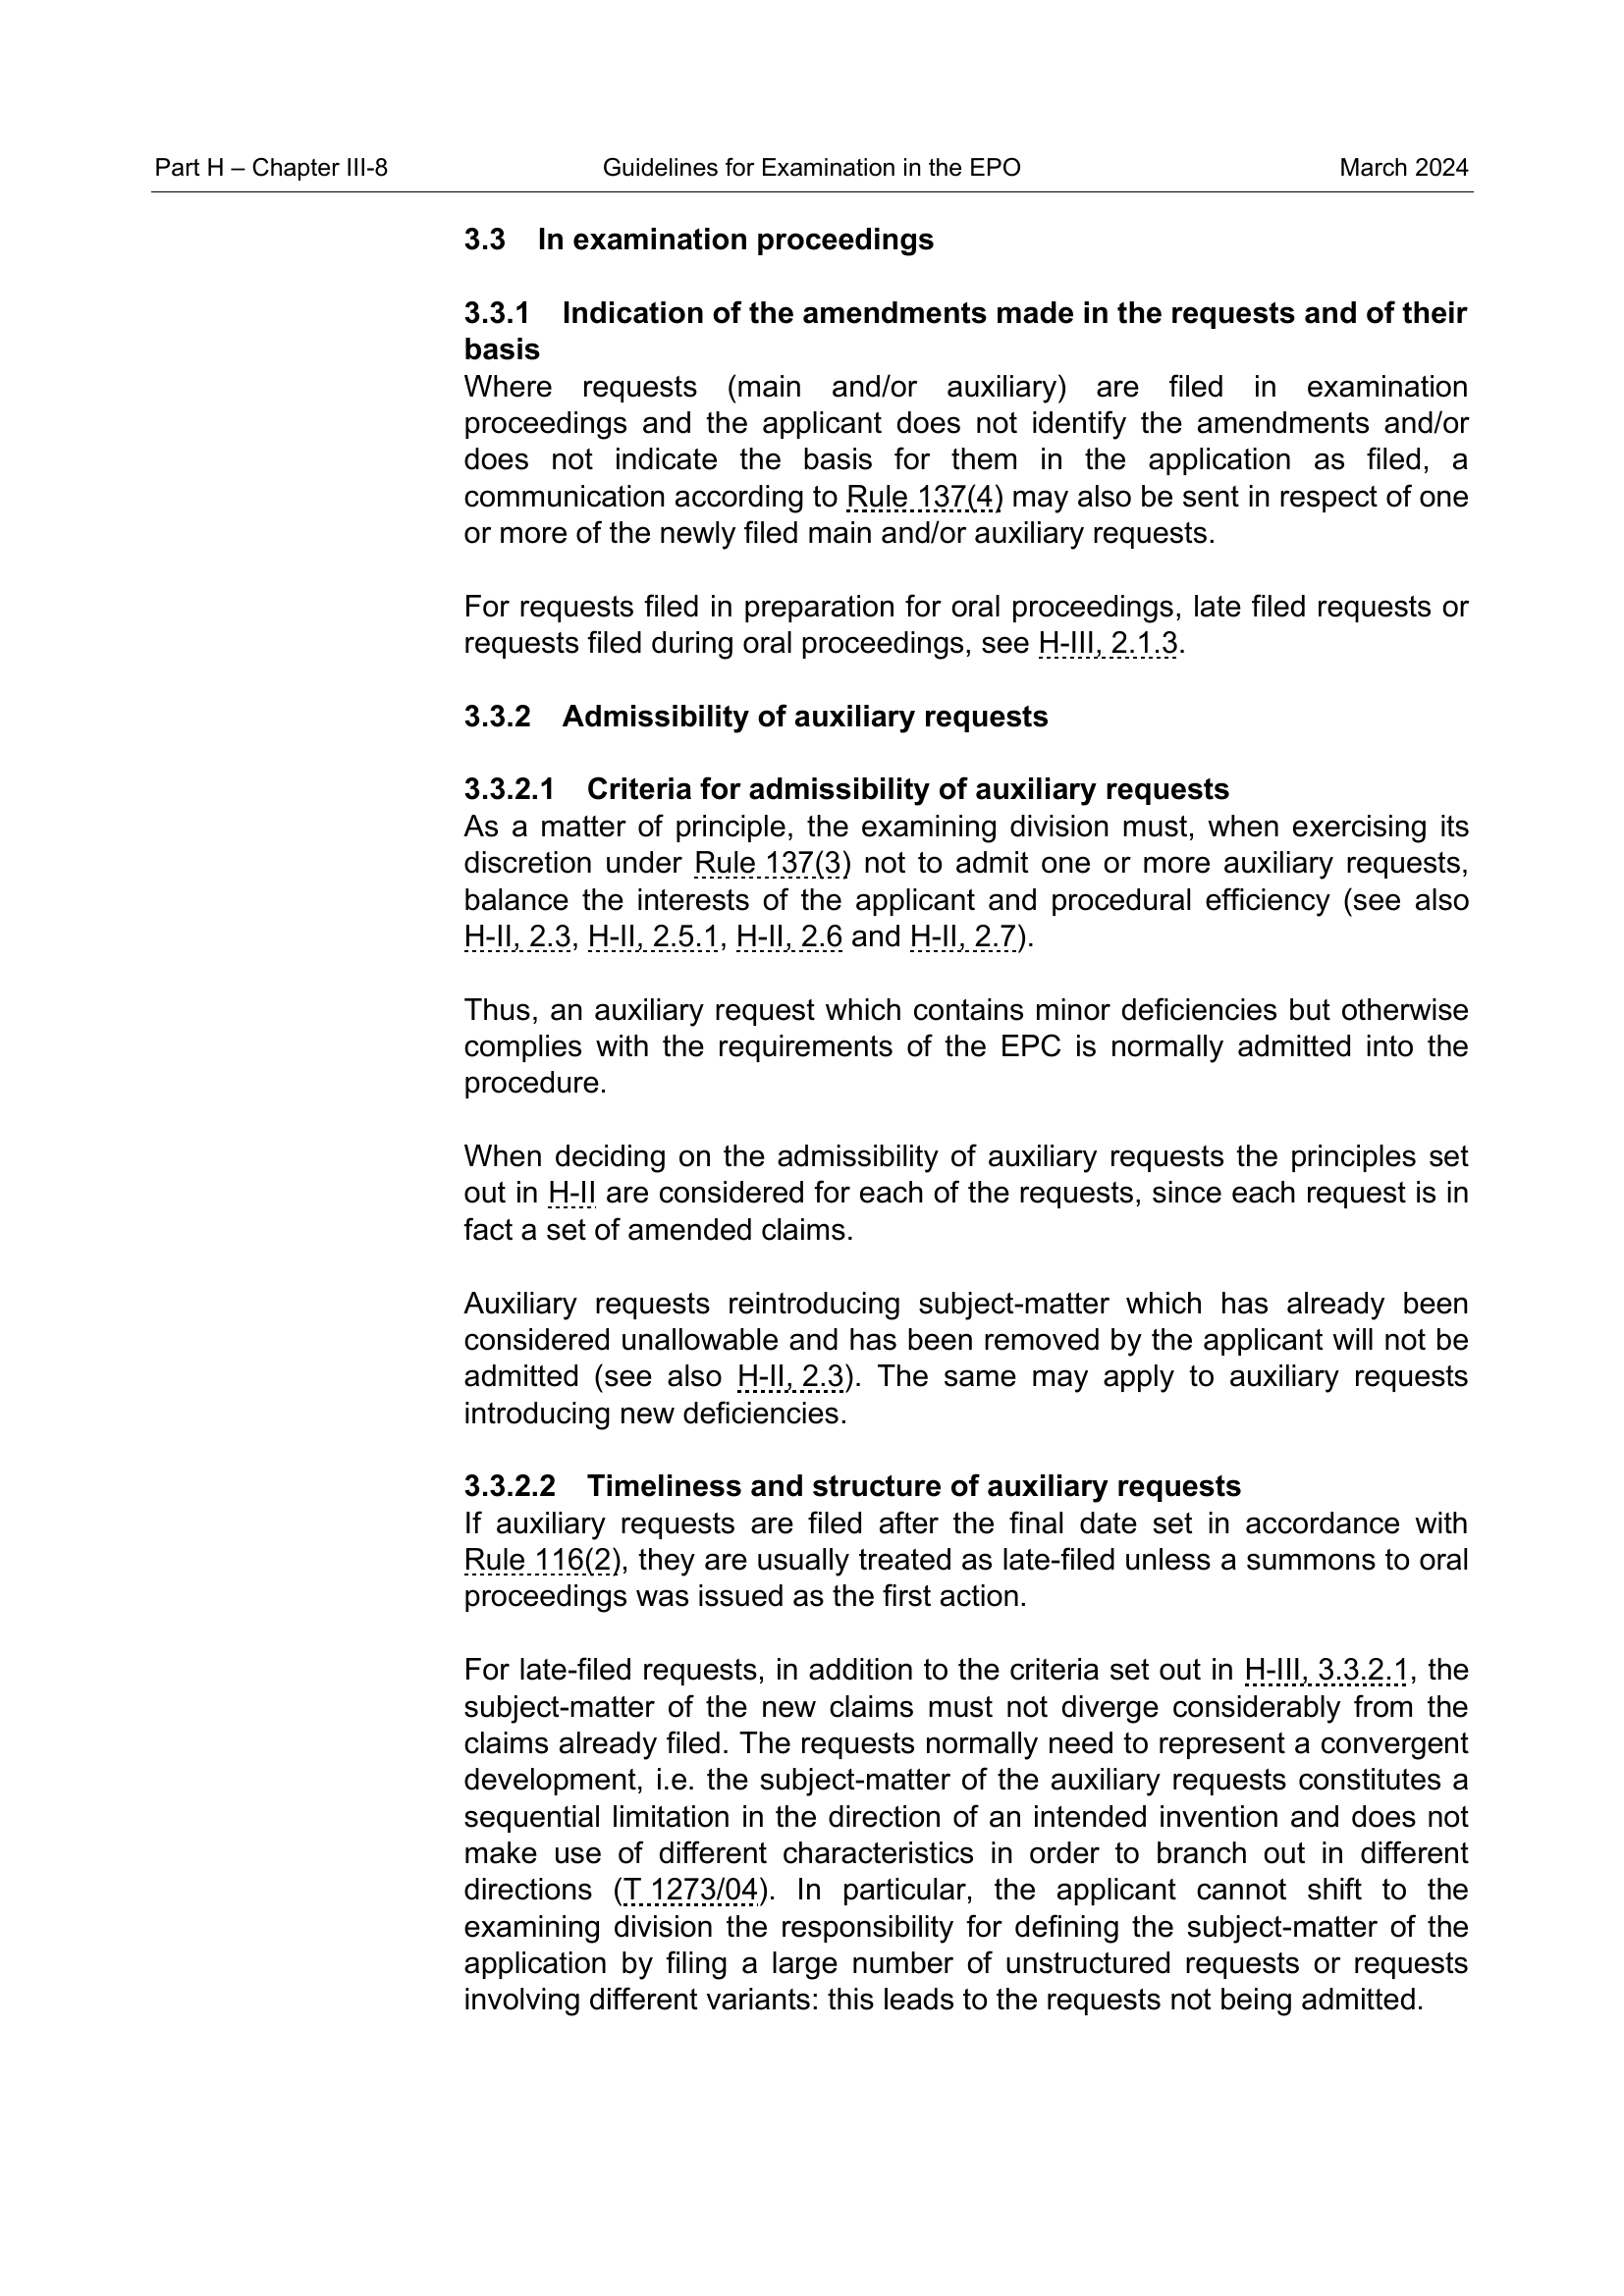 Part H – Chapter III-8 Guidelines for Examination in the EPO March 2024
3.3 In examination proceedings
3.3.1 Indication of the amendments made in the requests and of their
basis
Where requests (main and/or auxiliary) are filed in examination
proceedings and the applicant does not identify the amendments and/or
does not indicate the basis for them in the application as filed, a
communication according to Rule 137(4) may also be sent in respect of one
or more of the newly filed main and/or auxiliary requests.
For requests filed in preparation for oral proceedings, late filed requests or
requests filed during oral proceedings, see H-III, 2.1.3.
3.3.2 Admissibility of auxiliary requests
3.3.2.1 Criteria for admissibility of auxiliary requests
As a matter of principle, the examining division must, when exercising its
discretion under Rule 137(3) not to admit one or more auxiliary requests,
balance the interests of the applicant and procedural efficiency (see also
H-II, 2.3, H-II, 2.5.1, H-II, 2.6 and H-II, 2.7).
Thus, an auxiliary request which contains minor deficiencies but otherwise
complies with the requirements of the EPC is normally admitted into the
procedure.
When deciding on the admissibility of auxiliary requests the principles set
out in H-II are considered for each of the requests, since each request is in
fact a set of amended claims.
Auxiliary requests reintroducing subject-matter which has already been
considered unallowable and has been removed by the applicant will not be
admitted (see also H-II, 2.3). The same may apply to auxiliary requests
introducing new deficiencies.
3.3.2.2 Timeliness and structure of auxiliary requests
If auxiliary requests are filed after the final date set in accordance with
Rule 116(2), they are usually treated as late-filed unless a summons to oral
proceedings was issued as the first action.
For late-filed requests, in addition to the criteria set out in H-III, 3.3.2.1, the
subject-matter of the new claims must not diverge considerably from the
claims already filed. The requests normally need to represent a convergent
development, i.e. the subject-matter of the auxiliary requests constitutes a
sequential limitation in the direction of an intended invention and does not
make use of different characteristics in order to branch out in different
directions (T 1273/04). In particular, the applicant cannot shift to the
examining division the responsibility for defining the subject-matter of the
application by filing a large number of unstructured requests or requests
involving different variants: this leads to the requests not being admitted.